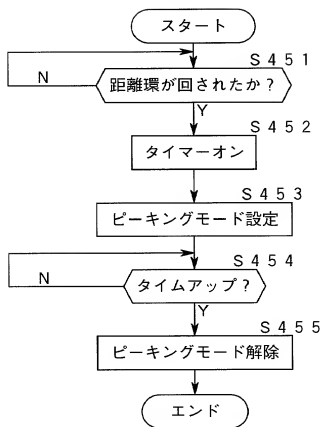 スタート
S451
距離環が回されたか?
N
Y
S452
タイマーオン
S453
ピーキングモード設定
S454
タイムアップ?
N
Y
S455
ピーキングモード解除
エンド